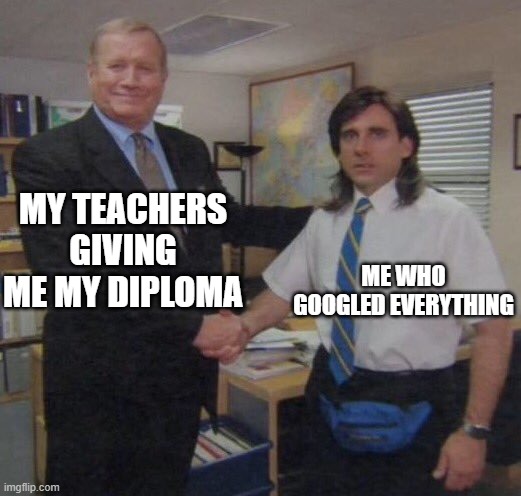 MY TEACHERS
GIVING
ME MY DIPLOMA
ME WHO
GOOGLED EVERYTHING
imgflip.com